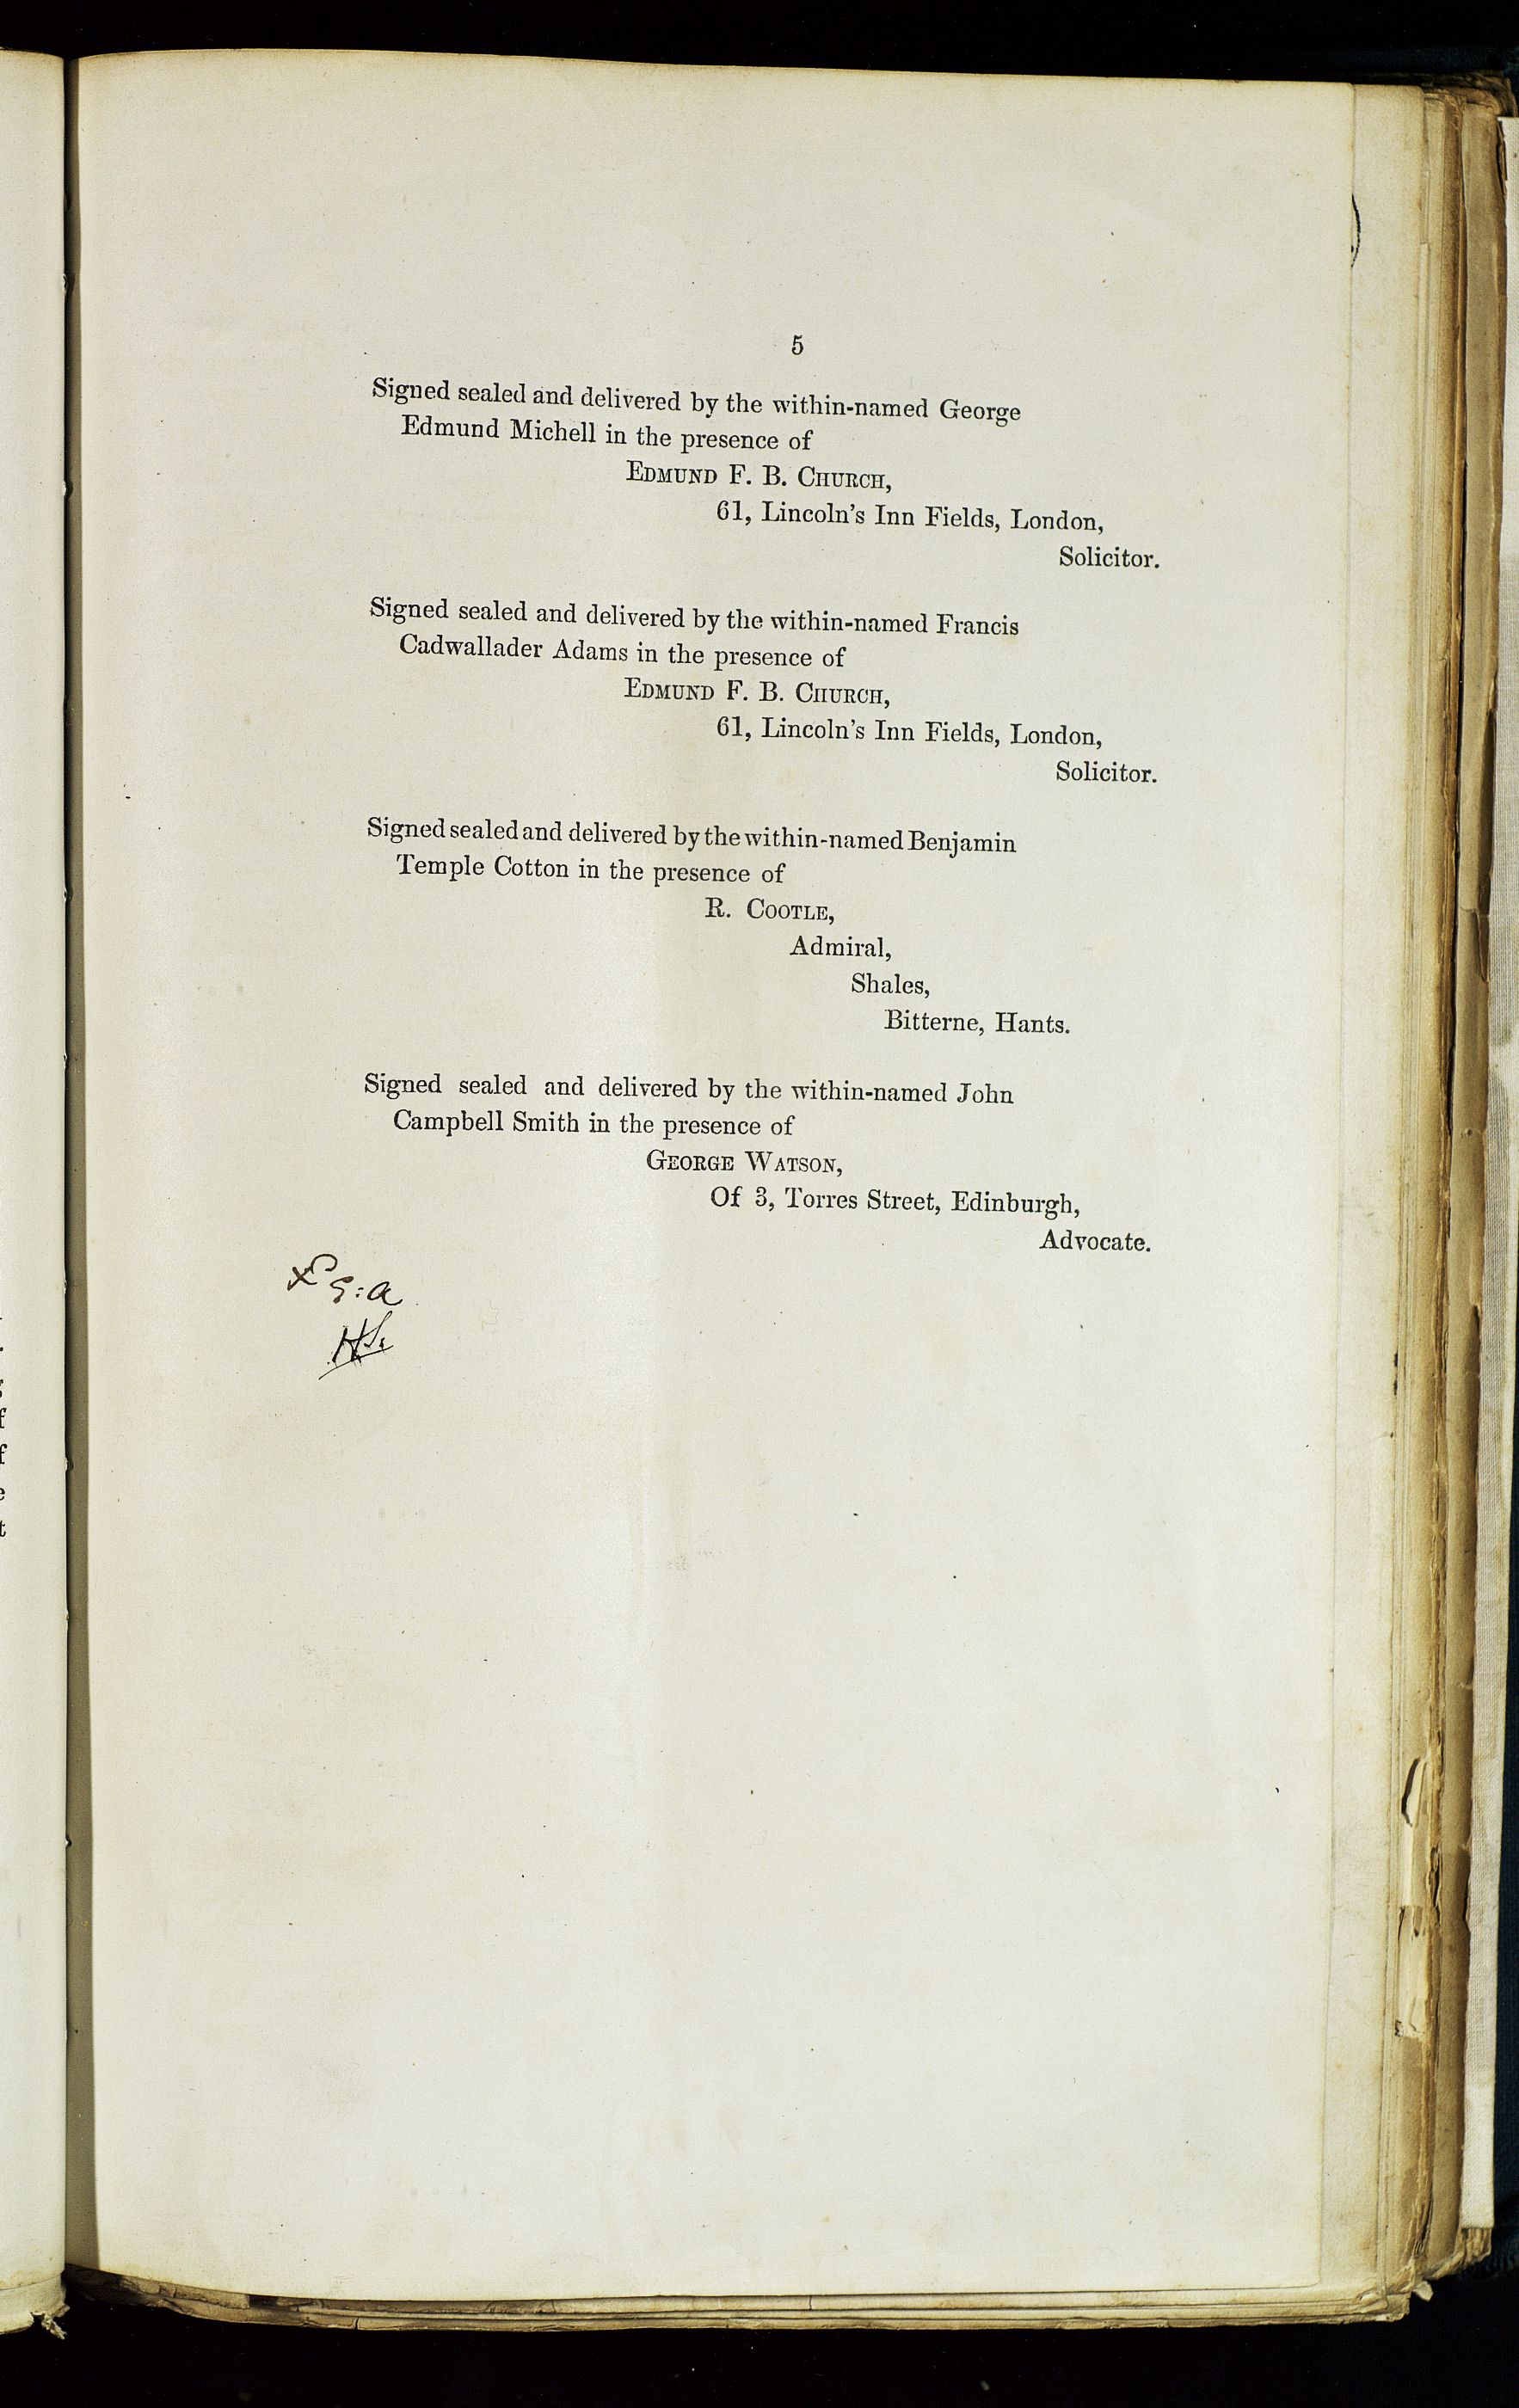 5
Signed sealed and delivered by the within-named George
Edmund Michell in the presence of
EDMUND F. B. CHURCH,
61, Lincoln's Inn Fields, London,
Solicitor.
Signed sealed and delivered by the within-named Francis
Cadwallader Adams in the presence of
EDMUND F. B. CHURCH,
61, Lincoln's Inn Fields, London,
Solicitor.
Signed sealed and delivered by the within-named Benjamin
Temple Cotton in the presence of
R. COOTLE,
Admiral,
Shales,
Bitterne, Hants.
Signed sealed and delivered by the within-named John
Campbell Smith in the presence of
GEORGE WATSON,
Of 3, Torres Street, Edinburgh,
Advocate.